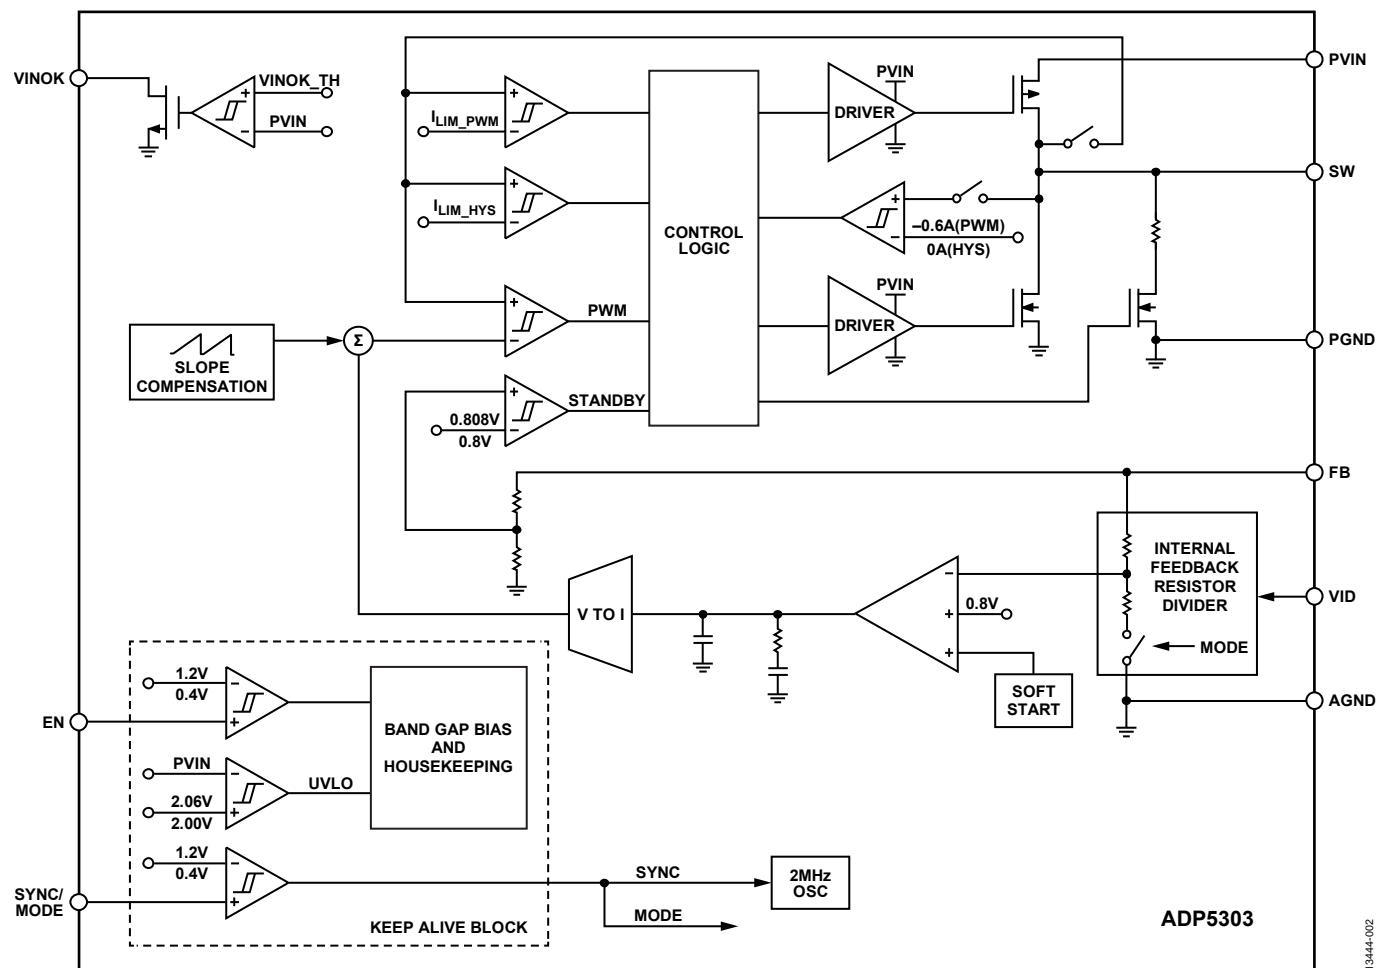 VINOK
VINOK_TH
+
−
PVIN
ILIM_PWM
+
−
ILIM_HYS
+
−
CONTROL
LOGIC
PVIN
DRIVER
PVIN
SW
+
−
−0.6A(PWM)
0A(HYS)
PVIN
DRIVER
PGND
SLOPE
COMPENSATION
Σ
+
−
PWM
+
−
STANDBY
0.808V
0.8V
FB
INTERNAL
FEEDBACK
RESISTOR
DIVIDER
MODE
VID
AGND
V TO I
−
+
0.8V
+
SOFT
START
1.2V
0.4V
−
+
EN
PVIN
−
2.06V
+
2.00V
UVLO
BAND GAP BIAS
AND
HOUSEKEEPING
1.2V
−
0.4V
+
SYNC/
MODE
KEEP ALIVE BLOCK
SYNC
MODE
2MHz
OSC
ADP5303
13444-002